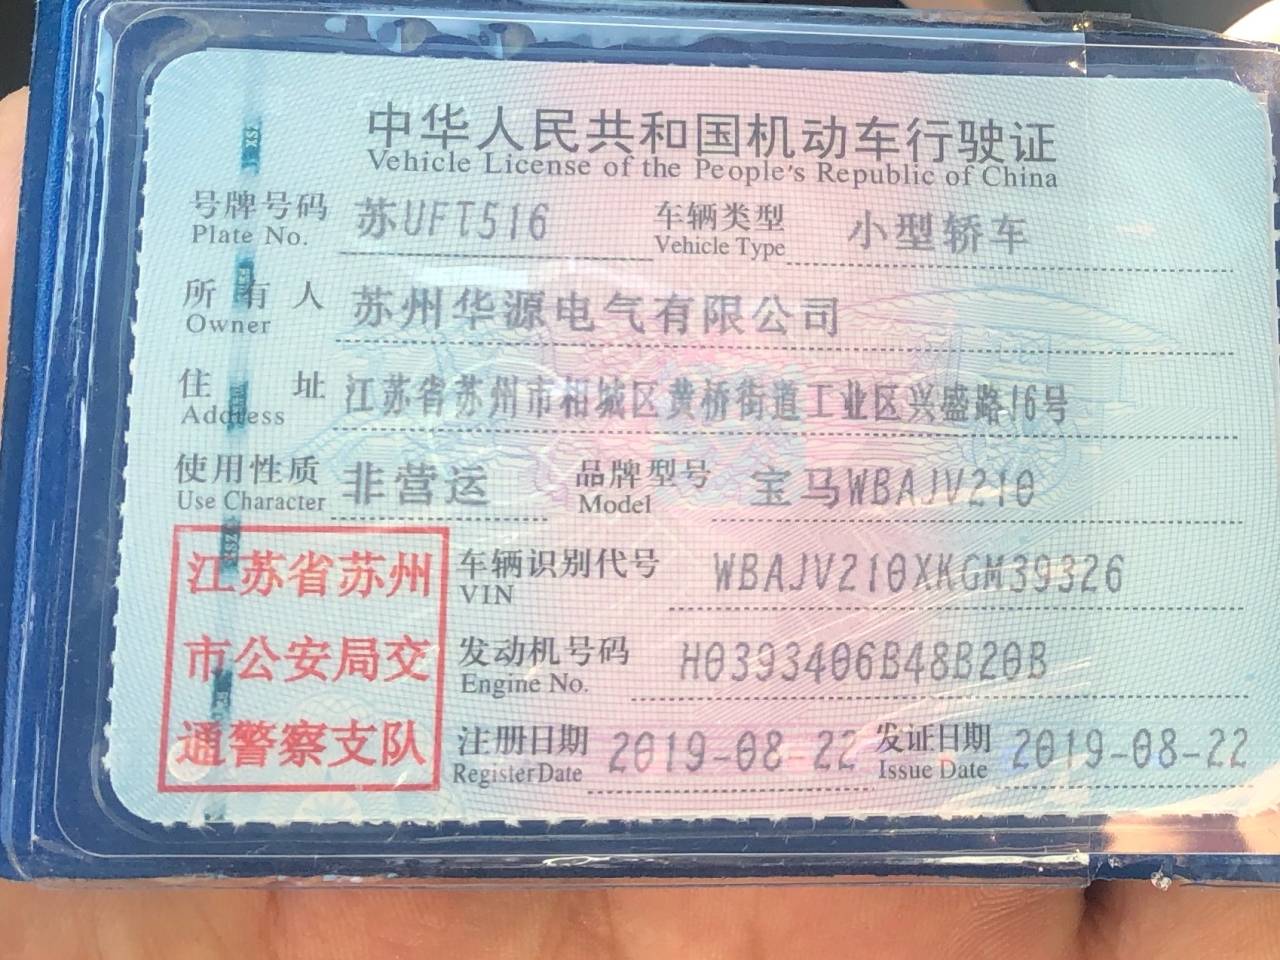 中华人民共和国机动车行驶证
Vehicle License of the People's Republic of China
号牌号码 苏UFT516 车辆类型 小型轿车
Plate No. Vehicle Type
所有人 苏州华源电气有限公司
Owner
住址 江苏省苏州市相城区黄桥街道工业区兴盛路16号
Address
使用性质 非营运 品牌型号 宝马WBAJV210
Use Character Model
江苏省苏州 车辆识别代号 WBAJV210XKGM39326
VIN
市公安局交 发动机号码 H0393406B48B20B
Engine No.
通警察支队 注册日期 2019-08-22 发证日期 2019-08-22
Register Date Issue Date